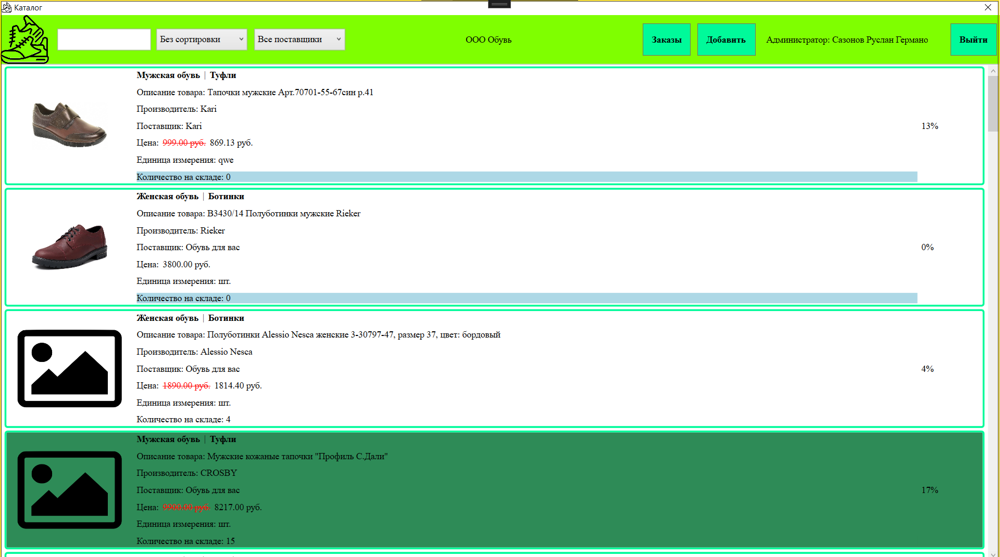 Каталог
Без сортировки
Все поставщики
ООО Обувь
Заказы
Добавить
Администратор: Сазонов Руслан Германо
Выйти
Мужская обувь | Туфли
Описание товара: Тапочки мужские Арт.70701-55-67син р.41
Производитель: Kari
Поставщик: Kari
13%
Цена: 999.00 руб. 869.13 руб.
Единица измерения: qwe
Количество на складе: 0
Женская обувь | Ботинки
Описание товара: B3430/14 Полуботинки мужские Rieker
Производитель: Rieker
Поставщик: Обувь для вас
0%
Цена: 3800.00 руб.
Единица измерения: шт.
Количество на складе: 0
Женская обувь | Ботинки
Описание товара: Полуботинки Alessio Nesca женские 3-30797-47, размер 37, цвет: бордовый
Производитель: Alessio Nesca
Поставщик: Обувь для вас
4%
Цена: 1890.00 руб. 1814.40 руб.
Единица измерения: шт.
Количество на складе: 4
Мужская обувь | Туфли
Описание товара: Мужские кожаные тапочки "Профиль С.Дали"
Производитель: CROSBY
Поставщик: Обувь для вас
17%
Цена: 9900.00 руб. 8217.00 руб.
Единица измерения: шт.
Количество на складе: 15